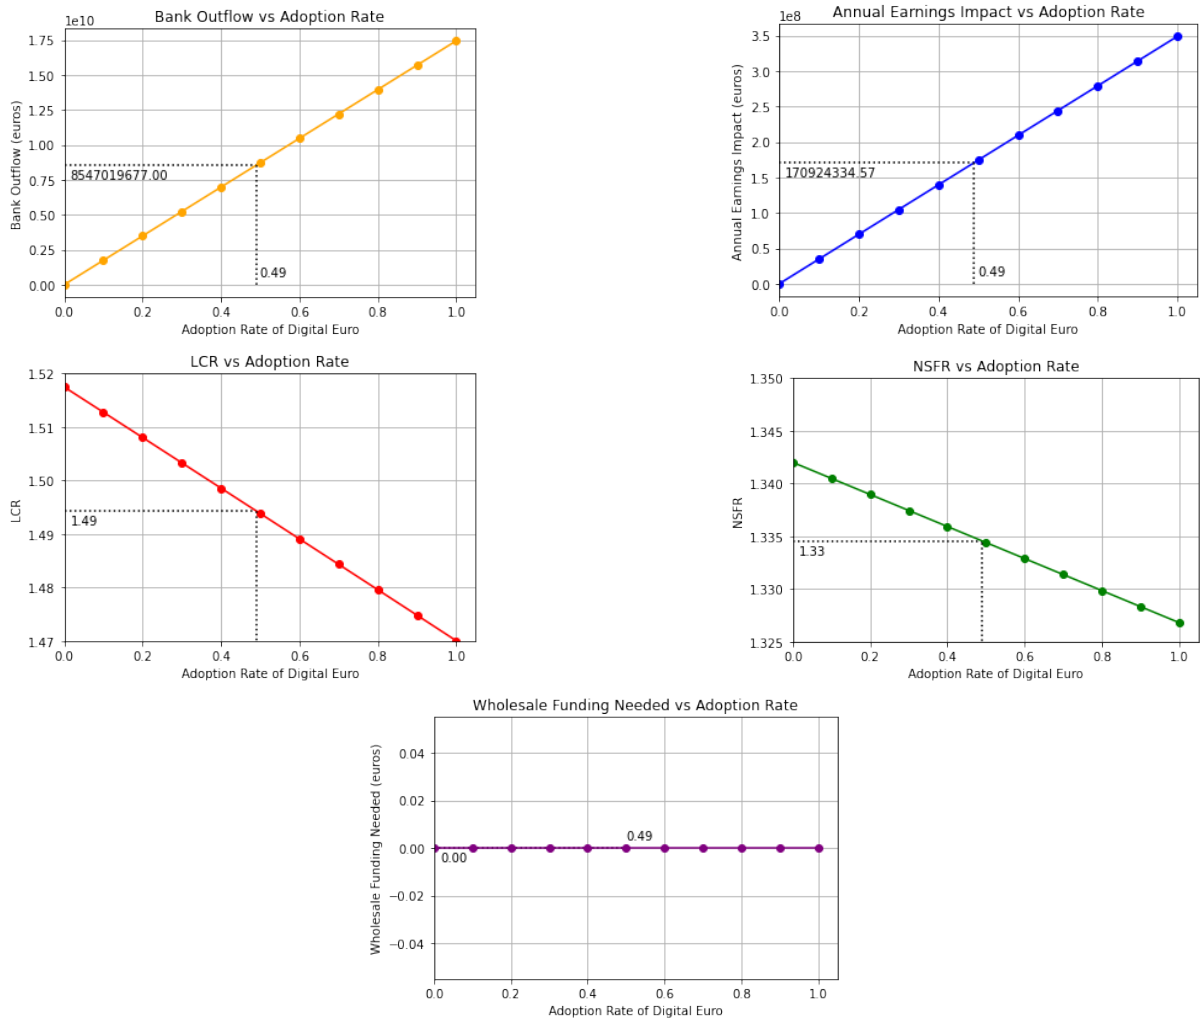 Bank Outflow vs Adoption Rate
1e10
1.75
1.50
1.25
1.00
0.75
0.50
0.25
0.00
Bank Outflow (euros)
8547019677.00
0.49
0.0 0.2 0.4 0.6 0.8 1.0
Adoption Rate of Digital Euro
Annual Earnings Impact vs Adoption Rate
1e8
3.5
3.0
2.5
2.0
1.5
1.0
0.5
0.0
Annual Earnings Impact (euros)
170924334.57
0.49
0.0 0.2 0.4 0.6 0.8 1.0
Adoption Rate of Digital Euro
LCR vs Adoption Rate
1.52
1.51
1.50
1.49
1.48
1.47
LCR
1.49
0.0 0.2 0.4 0.6 0.8 1.0
Adoption Rate of Digital Euro
NSFR vs Adoption Rate
1.350
1.345
1.340
1.335
1.330
1.325
NSFR
1.33
0.0 0.2 0.4 0.6 0.8 1.0
Adoption Rate of Digital Euro
Wholesale Funding Needed vs Adoption Rate
0.04
0.02
0.00
−0.02
−0.04
Wholesale Funding Needed (euros)
0.49
0.00
0.0 0.2 0.4 0.6 0.8 1.0
Adoption Rate of Digital Euro